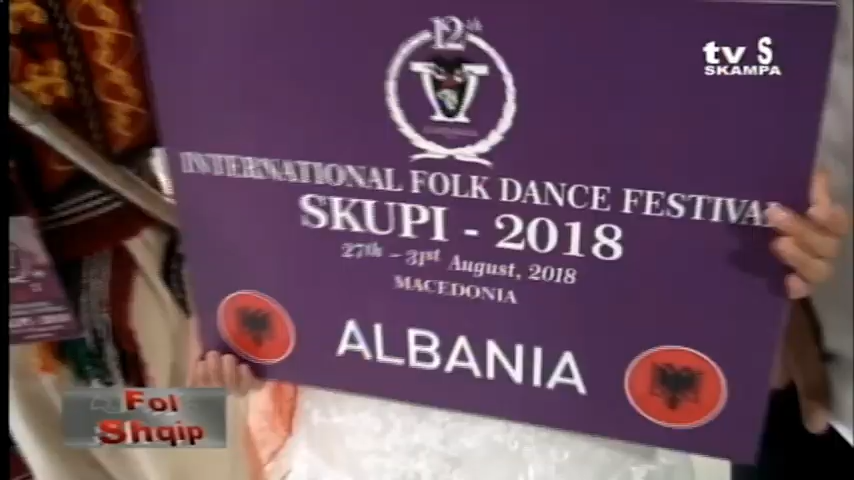 12th
tv S
SKAMPA
INTERNATIONAL FOLK DANCE FESTIVAL
SKUPI - 2018
27th - 31st August, 2018
MACEDONIA
ALBANIA
Fol
Shqip